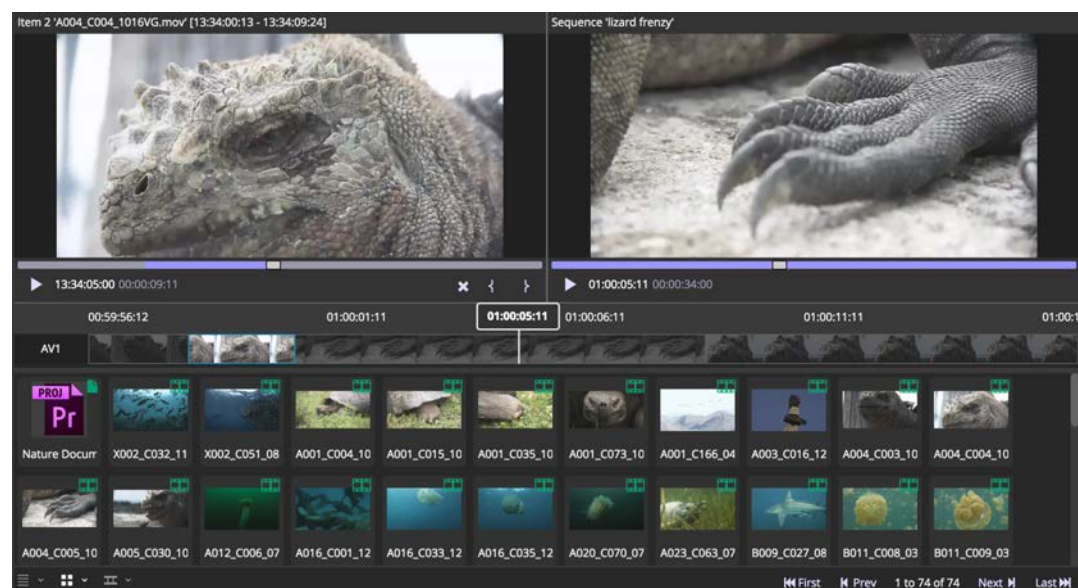 Item 2 'A004_C004_1016VG.mov' [13:34:00:13 - 13:34:09:24]
Sequence 'lizard frenzy'
13:34:05:00 00:00:09:11
01:00:05:11 00:00:34:00
00:59:56:12 01:00:01:11 01:00:05:11 01:00:06:11 01:00:11:11 01:00:1
AV1
PROJ
Pr
Nature Docum X002_C032_11 X002_C051_08 A001_C004_10 A001_C015_10 A001_C035_10 A001_C073_10 A001_C166_04 A003_C016_12 A004_C003_10 A004_C004_10
A004_C005_10 A005_C030_10 A012_C006_07 A016_C001_12 A016_C033_12 A016_C035_12 A020_C070_07 A023_C063_07 B009_C027_08 B011_C008_03 B011_C009_03
First Prev 1 to 74 of 74 Next Last